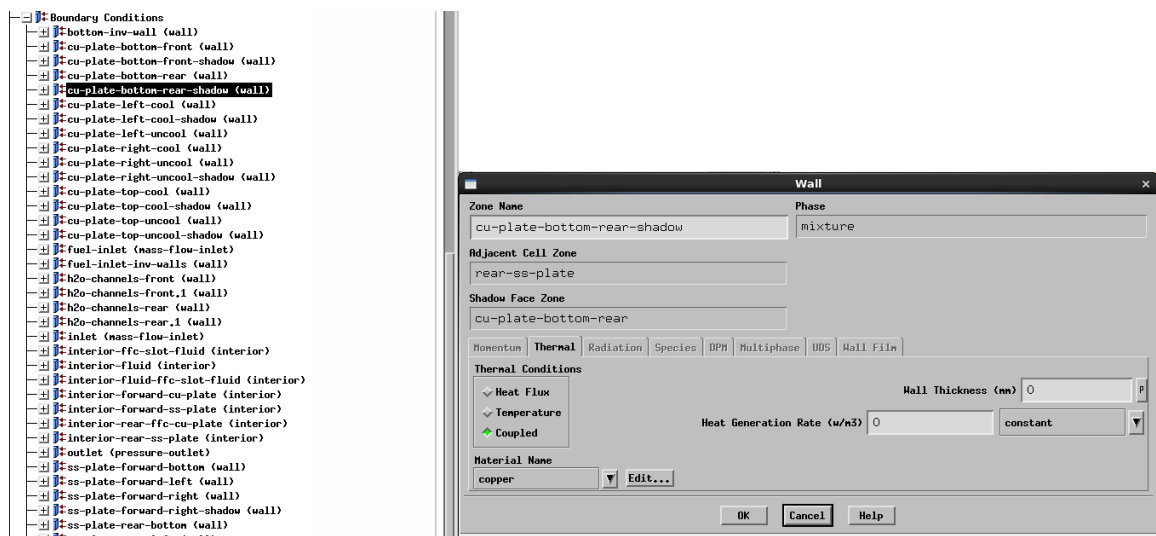 Boundary Conditions
bottom-inv-wall (wall)
cu-plate-bottom-front (wall)
cu-plate-bottom-front-shadow (wall)
cu-plate-bottom-rear (wall)
cu-plate-bottom-rear-shadow (wall)
cu-plate-left-cool (wall)
cu-plate-left-cool-shadow (wall)
cu-plate-left-uncool (wall)
cu-plate-right-cool (wall)
cu-plate-right-uncool (wall)
cu-plate-right-uncool-shadow (wall)
cu-plate-top-cool (wall)
cu-plate-top-cool-shadow (wall)
cu-plate-top-uncool (wall)
cu-plate-top-uncool-shadow (wall)
fuel-inlet (mass-flow-inlet)
fuel-inlet-inv-walls (wall)
h2o-channels-front (wall)
h2o-channels-front.1 (wall)
h2o-channels-rear (wall)
h2o-channels-rear.1 (wall)
inlet (mass-flow-inlet)
interior-ffc-slot-fluid (interior)
interior-fluid (interior)
interior-fluid-ffc-slot-fluid (interior)
interior-forward-cu-plate (interior)
interior-forward-ss-plate (interior)
interior-rear-ffc-cu-plate (interior)
interior-rear-ss-plate (interior)
outlet (pressure-outlet)
ss-plate-forward-bottom (wall)
ss-plate-forward-left (wall)
ss-plate-forward-right (wall)
ss-plate-forward-right-shadow (wall)
ss-plate-rear-bottom (wall)
Wall
Zone Name
Phase
cu-plate-bottom-rear-shadow
mixture
Adjacent Cell Zone
rear-ss-plate
Shadow Face Zone
cu-plate-bottom-rear
Momentum Thermal Radiation Species DPM Multiphase UDS Wall Film
Thermal Conditions
Heat Flux
Temperature
Coupled
Wall Thickness (mm) 0 P
Heat Generation Rate (w/m3) 0 constant
Material Name
copper Edit...
OK Cancel Help